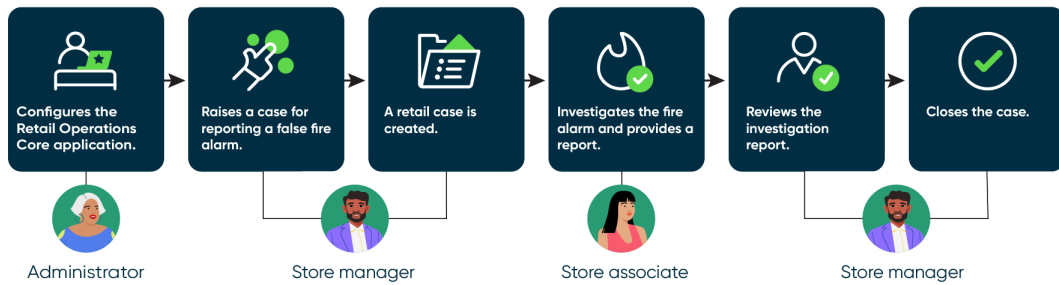 Configures the
Retail Operations
Core application.
Raises a case for
reporting a false fire
alarm.
A retail case is
created.
Investigates the fire
alarm and provides a
report.
Reviews the
investigation
report.
Closes the case.
Administrator
Store manager
Store associate
Store manager